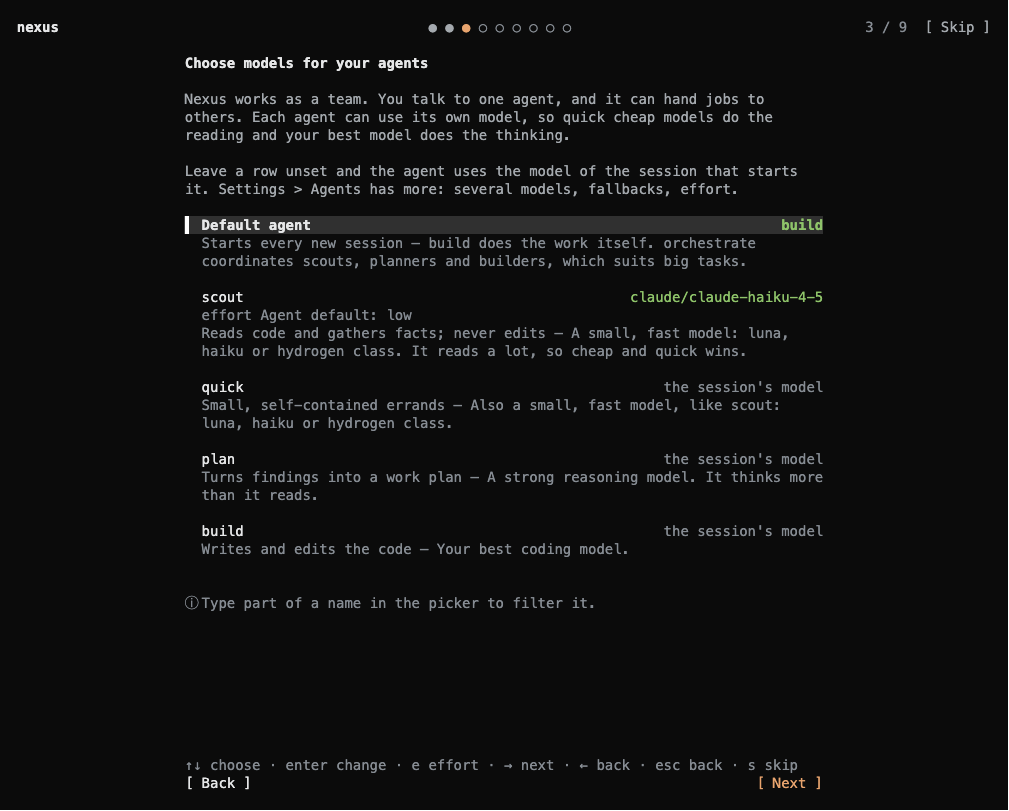 nexus
3 / 9 [ Skip ]
Choose models for your agents
Nexus works as a team. You talk to one agent, and it can hand jobs to
others. Each agent can use its own model, so quick cheap models do the
reading and your best model does the thinking.
Leave a row unset and the agent uses the model of the session that starts
it. Settings > Agents has more: several models, fallbacks, effort.
Default agent build
Starts every new session — build does the work itself. orchestrate
coordinates scouts, planners and builders, which suits big tasks.
scout claude/claude-haiku-4-5
effort Agent default: low
Reads code and gathers facts; never edits — A small, fast model: luna,
haiku or hydrogen class. It reads a lot, so cheap and quick wins.
quick the session's model
Small, self-contained errands — Also a small, fast model, like scout:
luna, haiku or hydrogen class.
plan the session's model
Turns findings into a work plan — A strong reasoning model. It thinks more
than it reads.
build the session's model
Writes and edits the code — Your best coding model.
ⓘ Type part of a name in the picker to filter it.
↑↓ choose · enter change · e effort · → next · ← back · esc back · s skip
[ Back ] [ Next ]